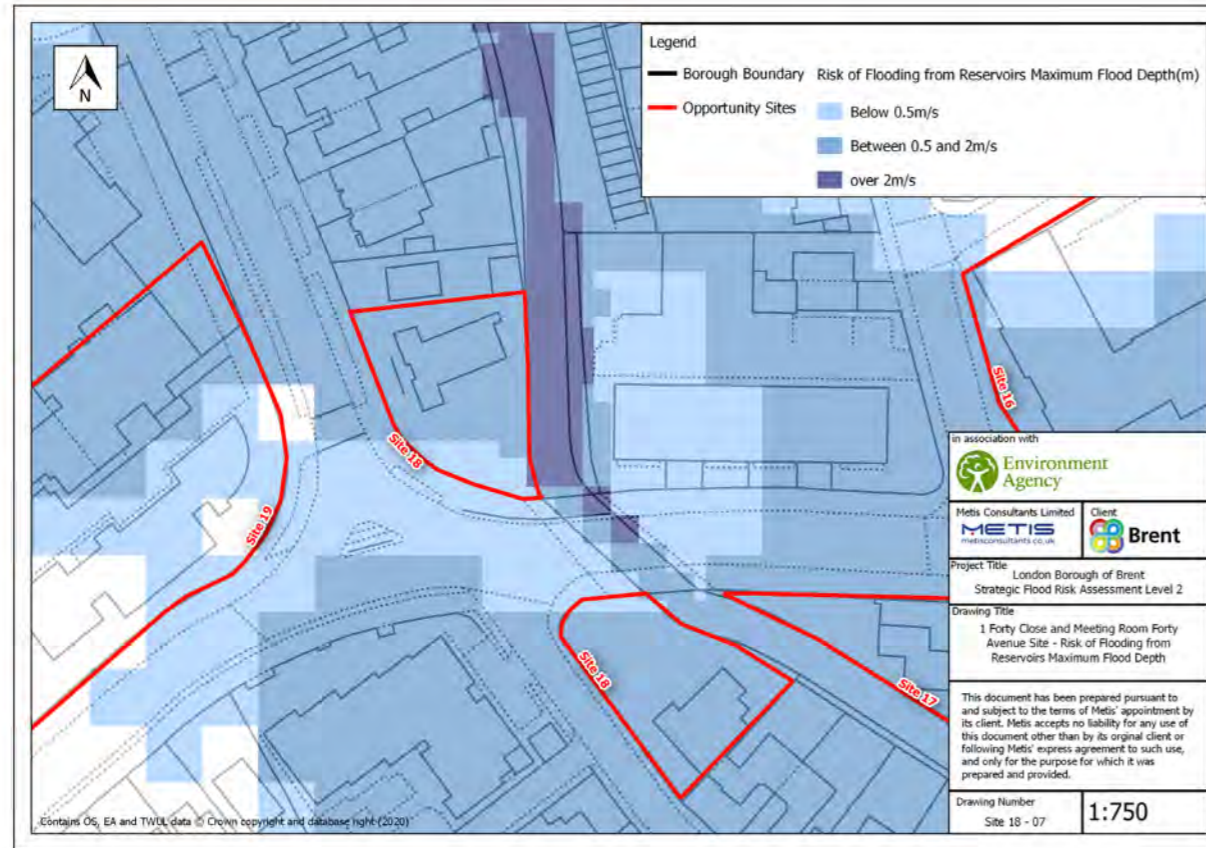 N
Legend
Borough Boundary
Opportunity Sites
Risk of Flooding from Reservoirs Maximum Flood Depth(m)
Below 0.5m/s
Between 0.5 and 2m/s
over 2m/s
Site 16
Site 18
Site 19
Site 18
Site 17
in association with
Environment
Agency
Metis Consultants Limited
METIS
metisconsultants.co.uk
Client
Brent
Project Title
London Borough of Brent
Strategic Flood Risk Assessment Level 2
Drawing Title
1 Forty Close and Meeting Room Forty
Avenue Site - Risk of Flooding from
Reservoirs Maximum Flood Depth
This document has been prepared pursuant to
and subject to the terms of Metis' appointment by
its client. Metis accepts no liability for any use of
this document other than by its orginal client or
following Metis' express agreement to such use,
and only for the purpose for which it was
prepared and provided.
Drawing Number
Site 18 - 07
1:750
Contains OS, EA and TWUL data © Crown copyright and database right (2020)